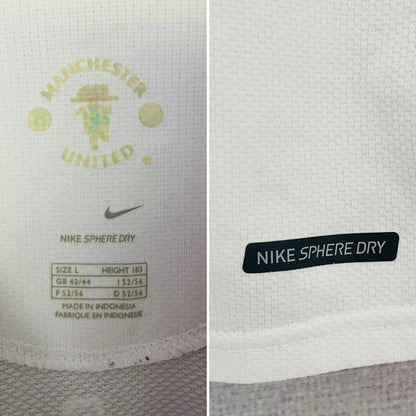 MANCHESTER
UNITED
NIKE SPHERE DRY
SIZE L HEIGHT 183
GB 42/44 I 52/56
F 52/56 D 52/56
MADE IN INDONESIA
FABRIQUE EN INDONESIE
NIKE SPHERE DRY